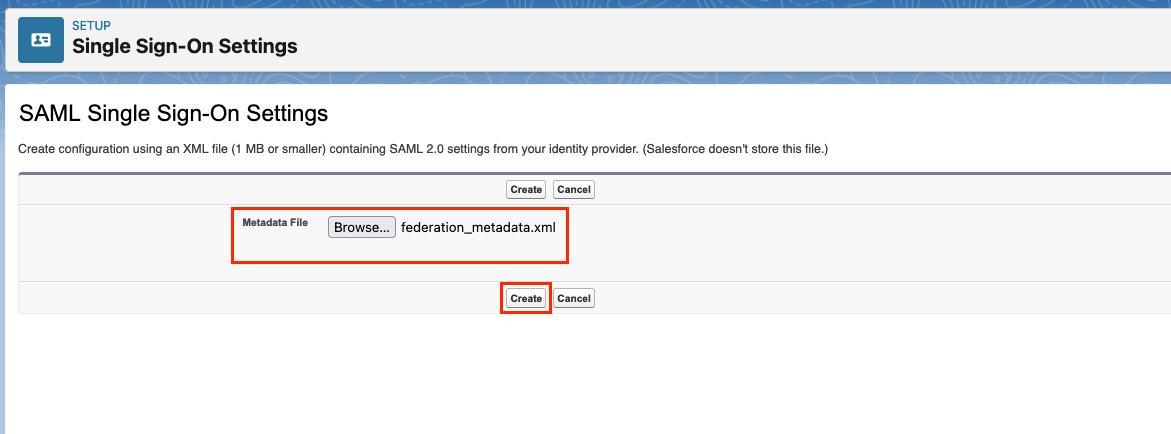 SETUP
Single Sign-On Settings
SAML Single Sign-On Settings
Create configuration using an XML file (1 MB or smaller) containing SAML 2.0 settings from your identity provider. (Salesforce doesn't store this file.)
Create Cancel
Metadata File Browse... federation_metadata.xml
Create Cancel